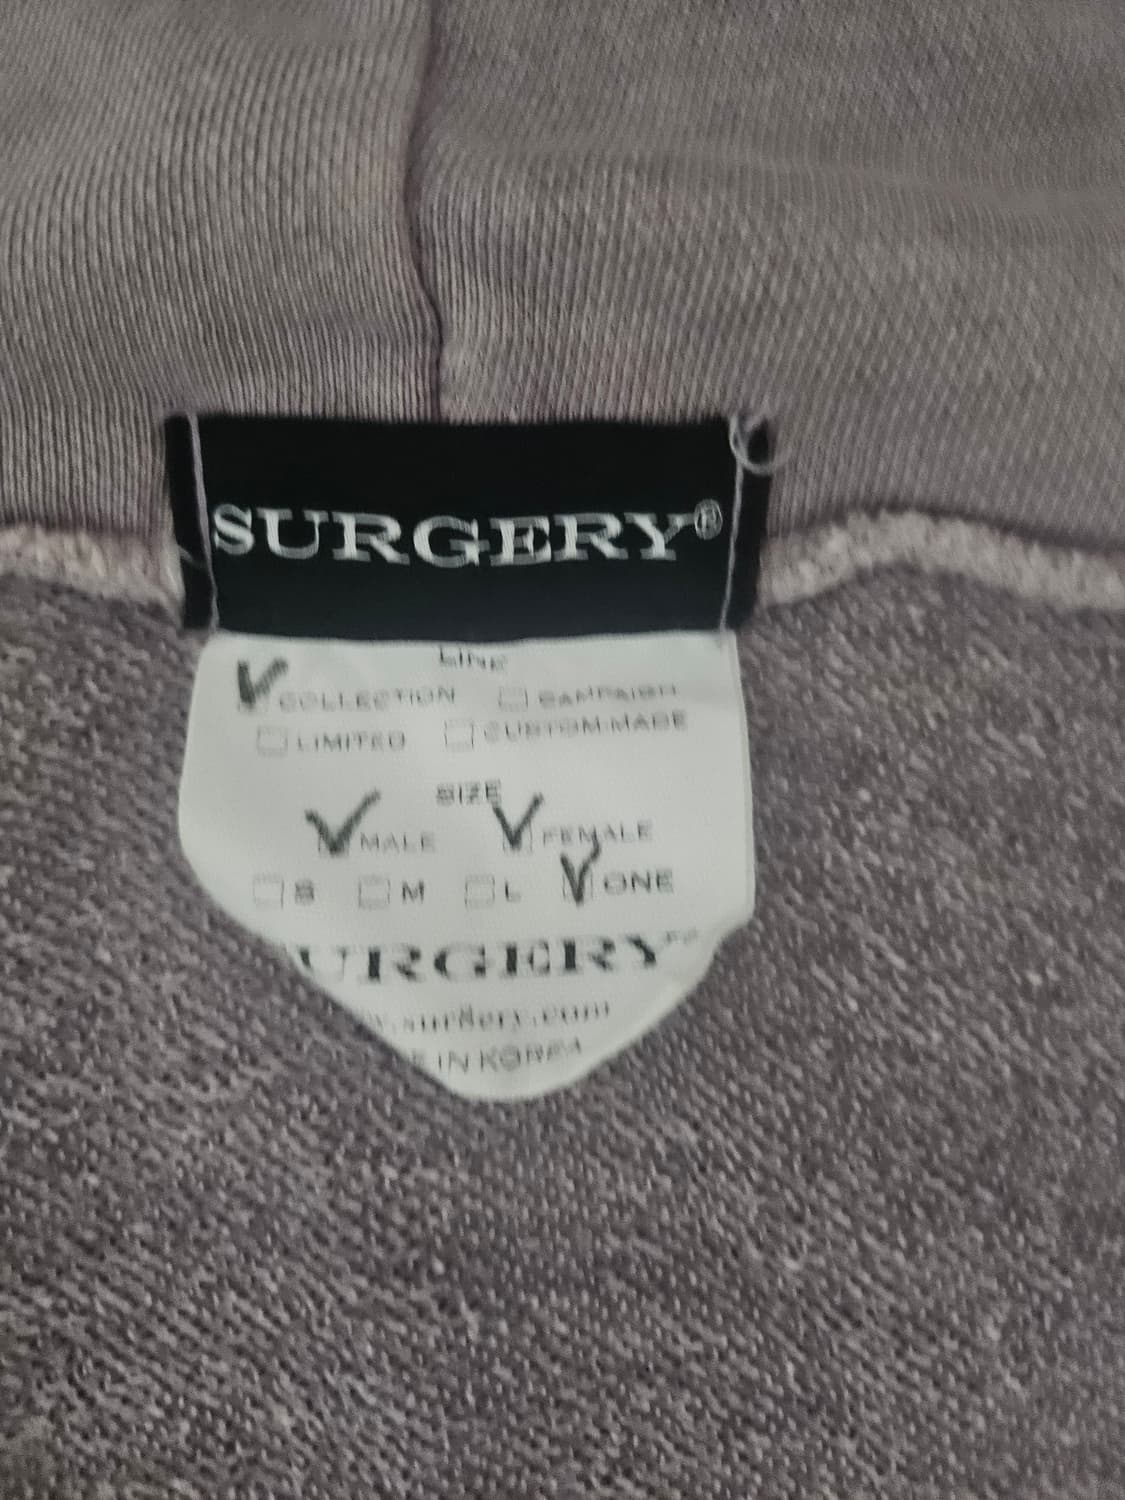 SURGERY®
LINE
COLLECTION CAMPAIGN
LIMITED CUSTOM-MADE
SIZE
MALE FEMALE
S M L ONE
URGERY
.surgery.com
E IN KOREA